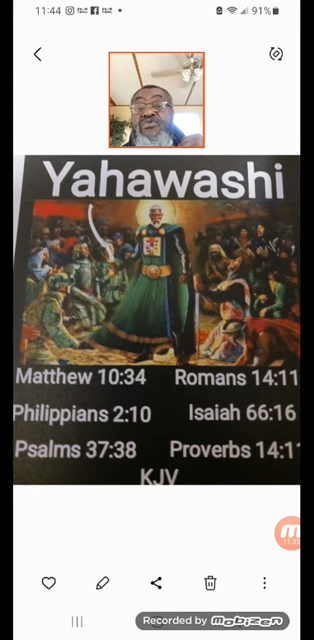 11:44
91%
Yahawashi
Matthew 10:34 Romans 14:11
Philippians 2:10 Isaiah 66:16
Psalms 37:38 Proverbs 14:11
KJV
Recorded by mobizen